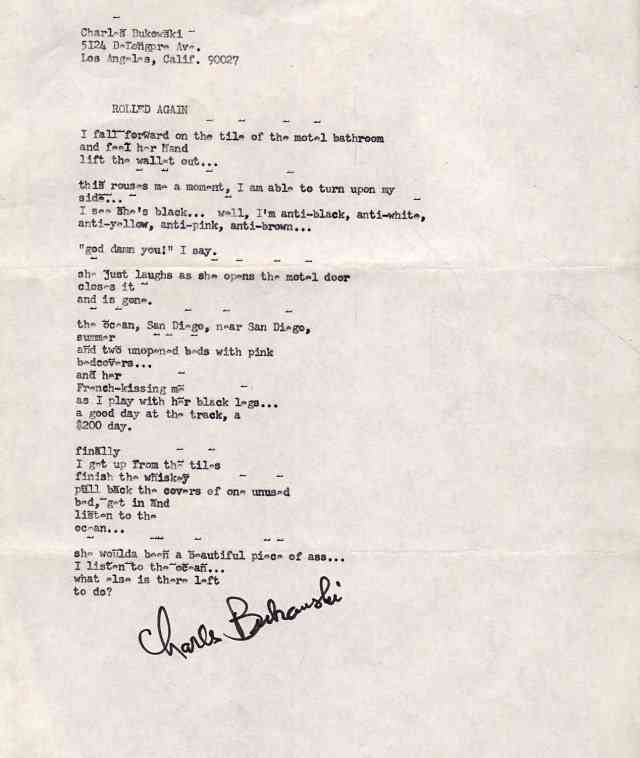 Charles Bukowski
5124 DeLongpre Ave.
Los Angeles, Calif. 90027
ROLLED AGAIN
I fall forward on the tile of the motel bathroom
and feel her hand
lift the wallet out...
this rouses me a moment, I am able to turn upon my
side...
I see she's black... well, I'm anti-black, anti-white,
anti-yellow, anti-pink, anti-brown...
"god damn you!" I say.
she just laughs as she opens the motel door
closes it
and is gone.
the ocean, San Diego, near San Diego,
summer
and two unopened beds with pink
bedcovers...
and her
French-kissing me
as I play with her black legs...
a good day at the track, a
$200 day.
finally
I get up from the tiles
finish the whiskey
pull back the covers of one unused
bed, get in and
listen to the
ocean...
she woulda been a beautiful piece of ass...
I listen to the ocean...
what else is there left
to do?
Charles Bukowski